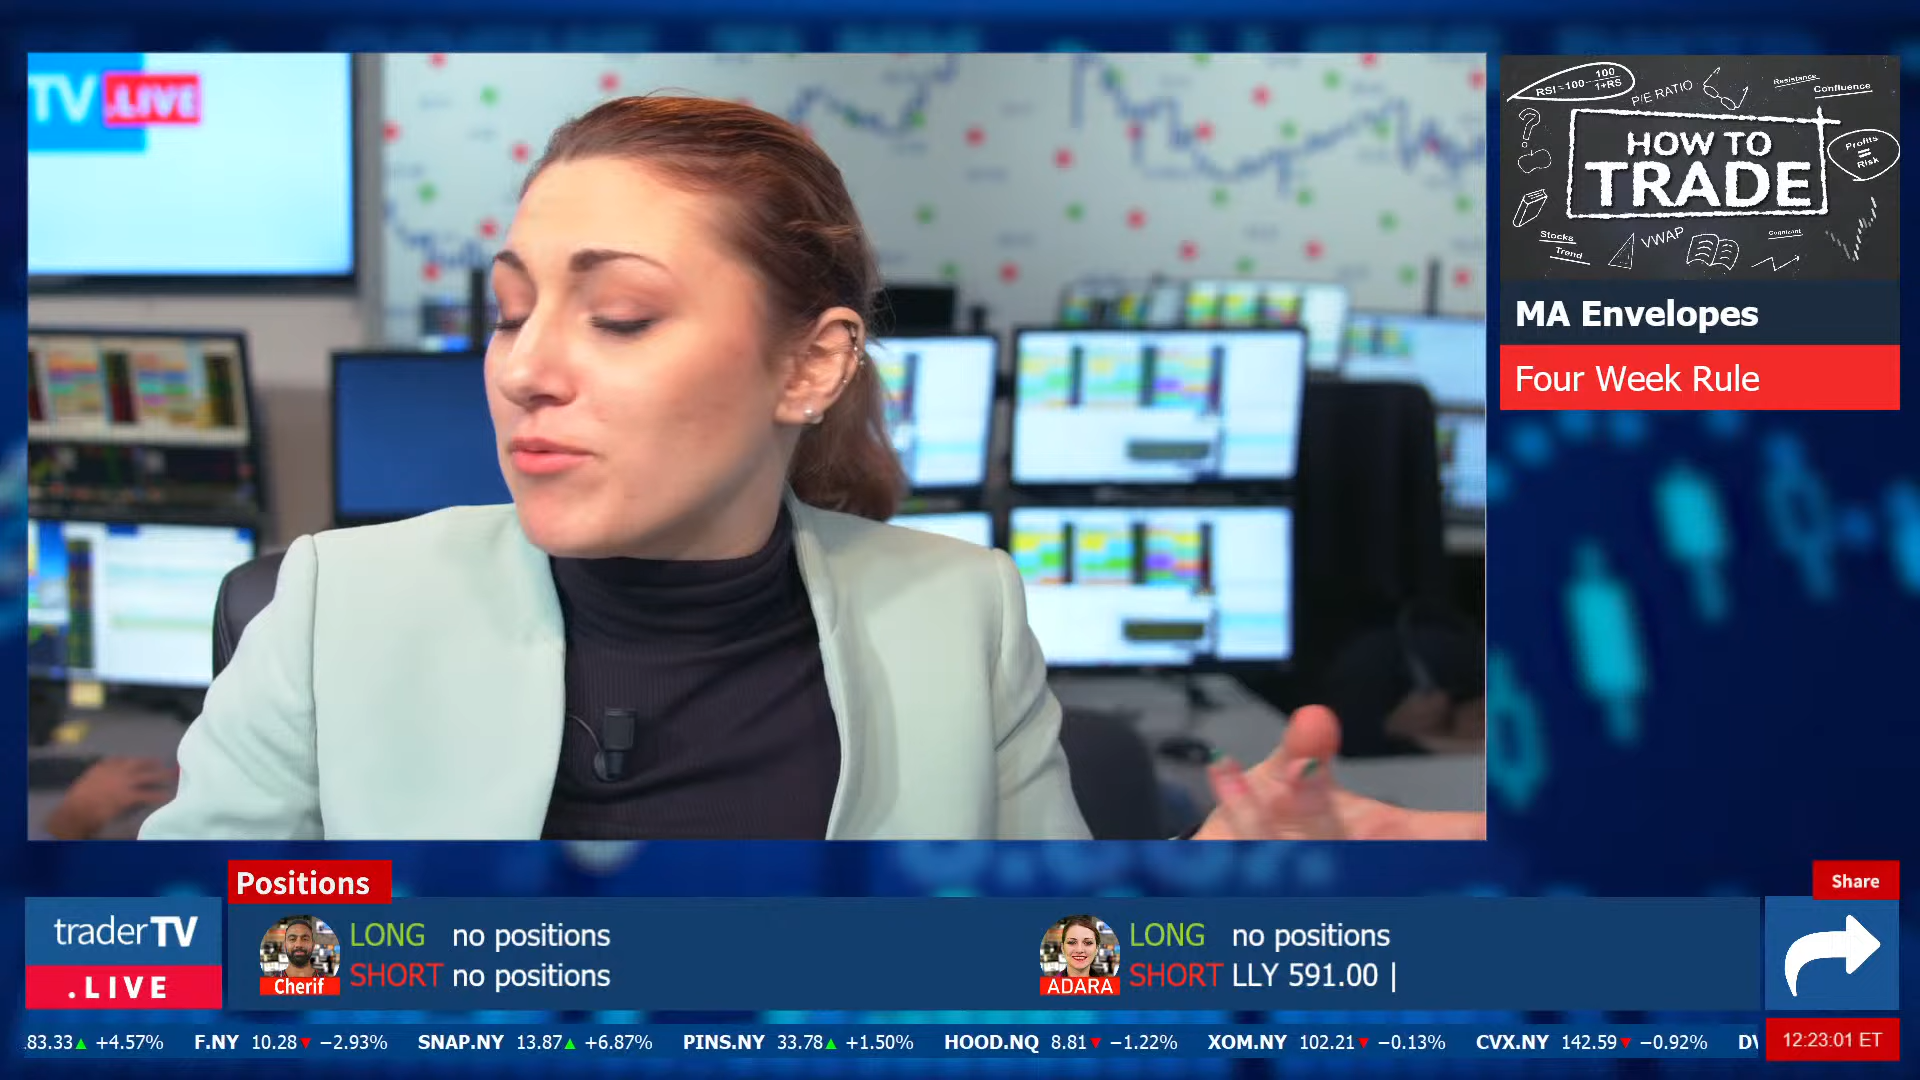 TV .LIVE
RSI=100- 100
1+RS
P/E RATIO
Resistance
Confluence
?
HOW TO
TRADE
Profits
=
Risk
Stocks
Trend
VWAP
MA Envelopes
Four Week Rule
Positions
Share
traderTV
.LIVE
Cherif
LONG no positions
SHORT no positions
ADARA
LONG no positions
SHORT LLY 591.00 |
83.33▲ +4.57% F.NY 10.28▼ −2.93% SNAP.NY 13.87▲ +6.87% PINS.NY 33.78▲ +1.50% HOOD.NQ 8.81▼ −1.22% XOM.NY 102.21▼ −0.13% CVX.NY 142.59▼ −0.92%
12:23:01 ET